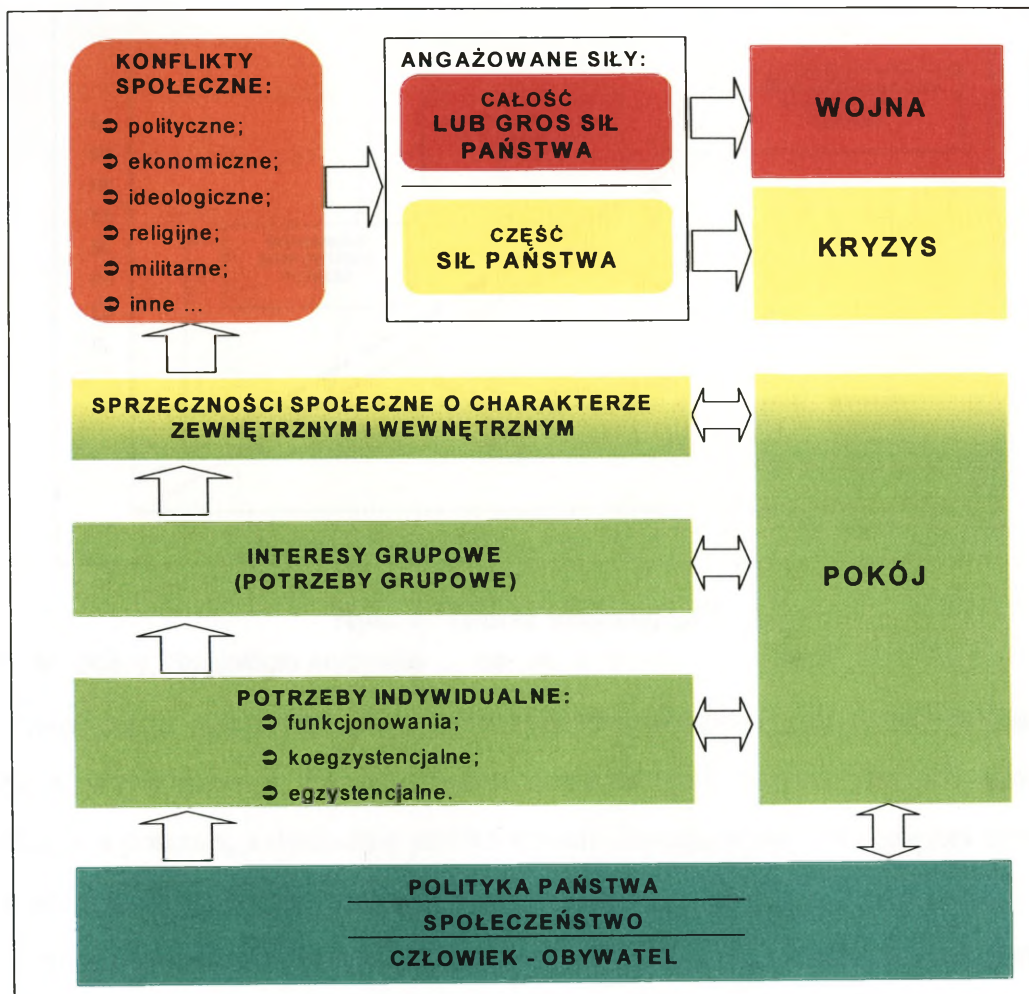 KONFLIKTY
SPOŁECZNE:
➲ polityczne;
➲ ekonomiczne;
➲ ideologiczne;
➲ religijne;
➲ militarne;
➲ inne ...
ANGAŻOWANE SIŁY:
CAŁOŚĆ
LUB GROS SIŁ
PAŃSTWA
CZĘŚĆ
SIŁ PAŃSTWA
WOJNA
KRYZYS
SPRZECZNOŚCI SPOŁECZNE O CHARAKTERZE
ZEWNĘTRZNYM I WEWNĘTRZNYM
INTERESY GRUPOWE
(POTRZEBY GRUPOWE)
POKÓJ
POTRZEBY INDYWIDUALNE:
➲ funkcjonowania;
➲ koegzystencjalne;
➲ egzystencjalne.
POLITYKA PAŃSTWA
SPOŁECZEŃSTWO
CZŁOWIEK - OBYWATEL